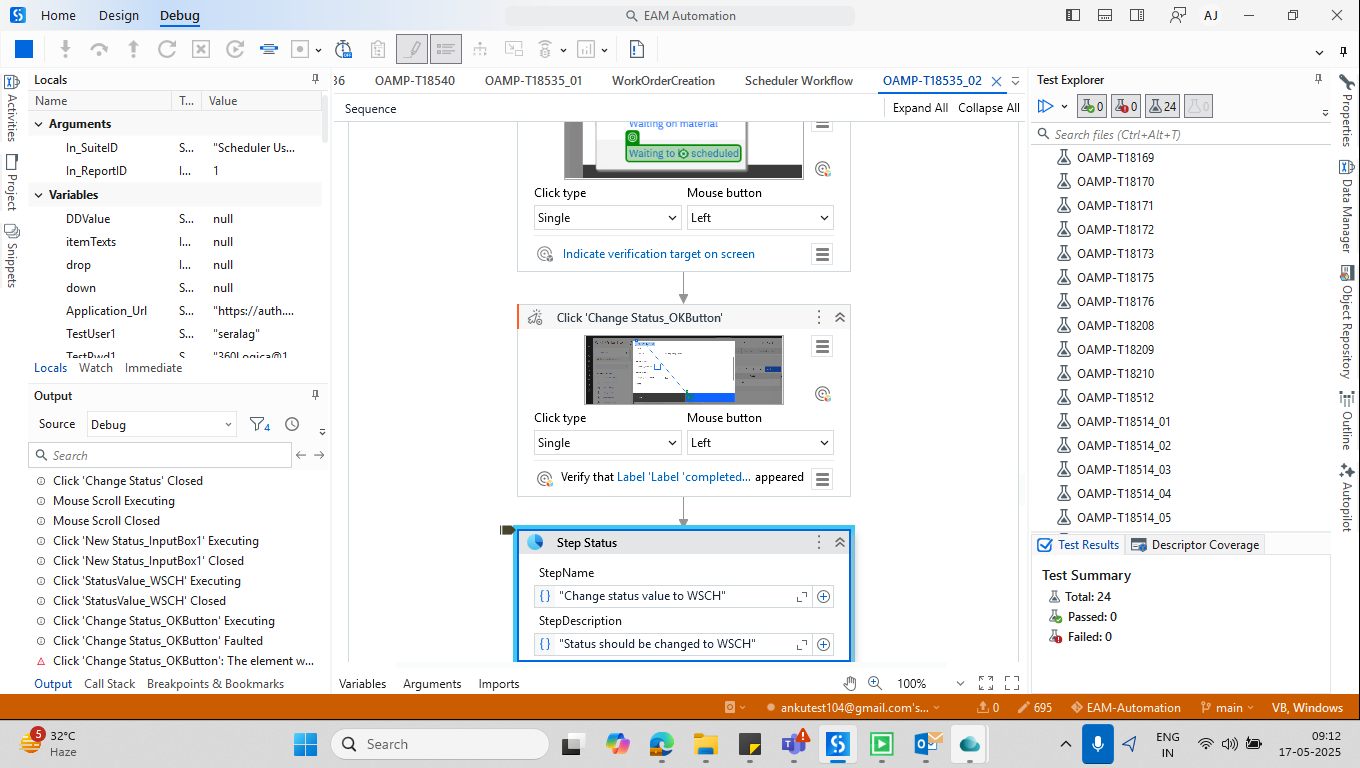 Home Design Debug
EAM Automation
AJ
Locals
36 OAMP-T18540 OAMP-T18535_01 WorkOrderCreation Scheduler Workflow OAMP-T18535_02
Test Explorer
Name T... Value
Sequence
Expand All Collapse All
0 0 24 0
Search files (Ctrl+Alt+T)
Activities
Project
Snippets
Arguments
In_SuiteID S... "Scheduler Us...
In_ReportID I... 1
Variables
DDValue S... null
itemTexts I... null
drop I... null
down S... null
Application_Url S... "https://auth....
TestUser1 S... "seralag"
TestPwd1 S "360Logica@1
Locals Watch Immediate
Output
Source Debug
4
Search
Click 'Change Status' Closed
Mouse Scroll Executing
Mouse Scroll Closed
Click 'New Status_InputBox1' Executing
Click 'New Status_InputBox1' Closed
Click 'StatusValue_WSCH' Executing
Click 'StatusValue_WSCH' Closed
Click 'Change Status_OKButton' Executing
Click 'Change Status_OKButton' Faulted
Click 'Change Status_OKButton': The element w...
Output Call Stack Breakpoints & Bookmarks
Waiting on material
Waiting to be scheduled
Click type Mouse button
Single Left
Indicate verification target on screen
Click 'Change Status_OKButton'
Click type Mouse button
Single Left
Verify that Label 'Label 'completed... appeared
Step Status
StepName
"Change status value to WSCH"
StepDescription
"Status should be changed to WSCH"
Variables Arguments Imports
100%
OAMP-T18169
OAMP-T18170
OAMP-T18171
OAMP-T18172
OAMP-T18173
OAMP-T18175
OAMP-T18176
OAMP-T18208
OAMP-T18209
OAMP-T18210
OAMP-T18512
OAMP-T18514_01
OAMP-T18514_02
OAMP-T18514_03
OAMP-T18514_04
OAMP-T18514_05
Test Results Descriptor Coverage
Test Summary
Total: 24
Passed: 0
Failed: 0
Properties
Data Manager
Object Repository
Outline
Autopilot
ankutest104@gmail.com's... 0 695 EAM-Automation main VB, Windows
5
32°C
Haze
Search
ENG
IN
09:12
17-05-2025